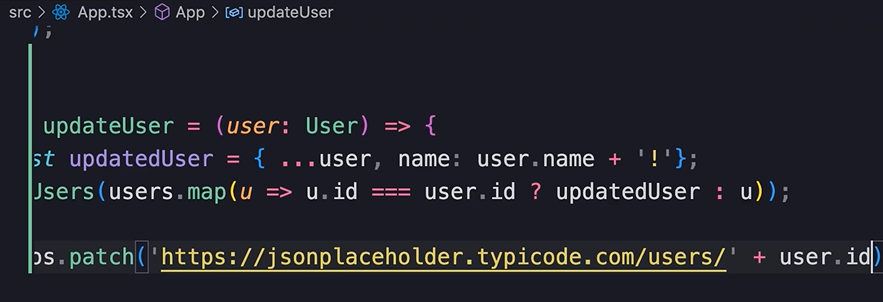 src > App.tsx > App > updateUser
);
updateUser = (user: User) => {
st updatedUser = { ...user, name: user.name + '!'};
Users(users.map(u => u.id === user.id ? updatedUser : u));
os.patch('https://jsonplaceholder.typicode.com/users/' + user.id)